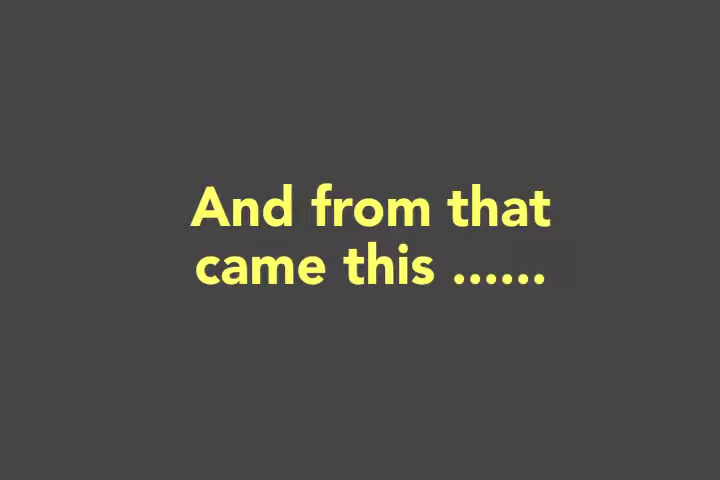 And from that
came this ......